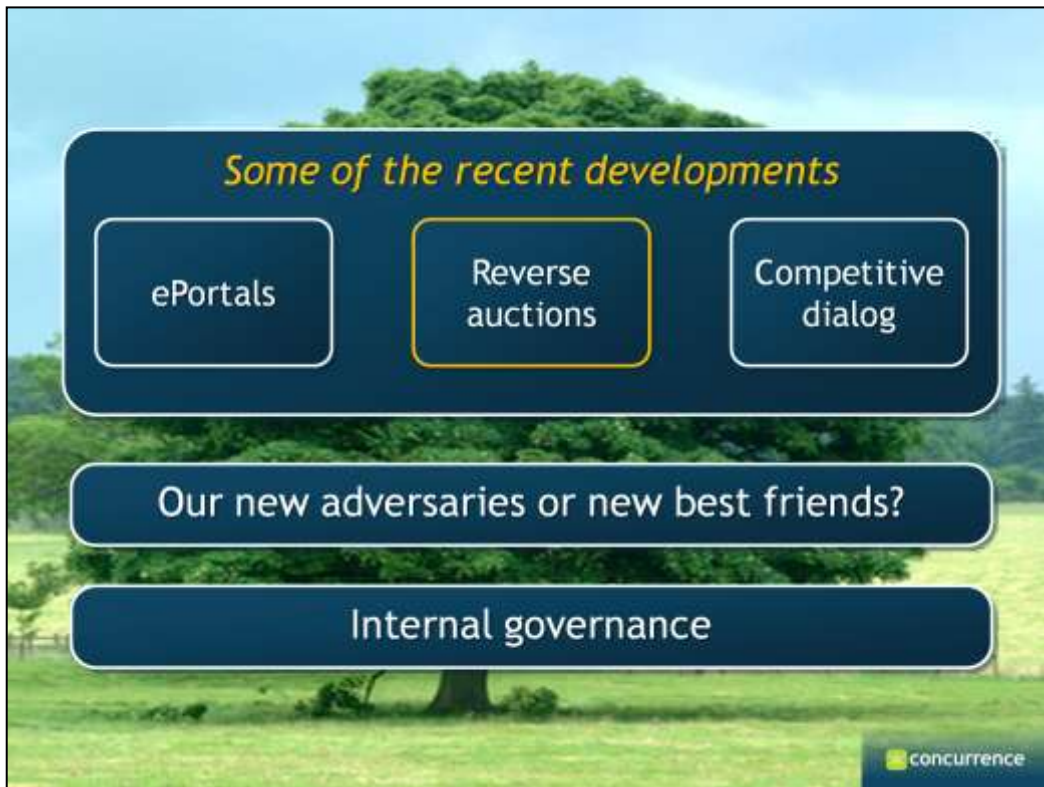 Some of the recent developments
ePortals
Reverse
auctions
Competitive
dialog
Our new adversaries or new best friends?
Internal governance
concurrence